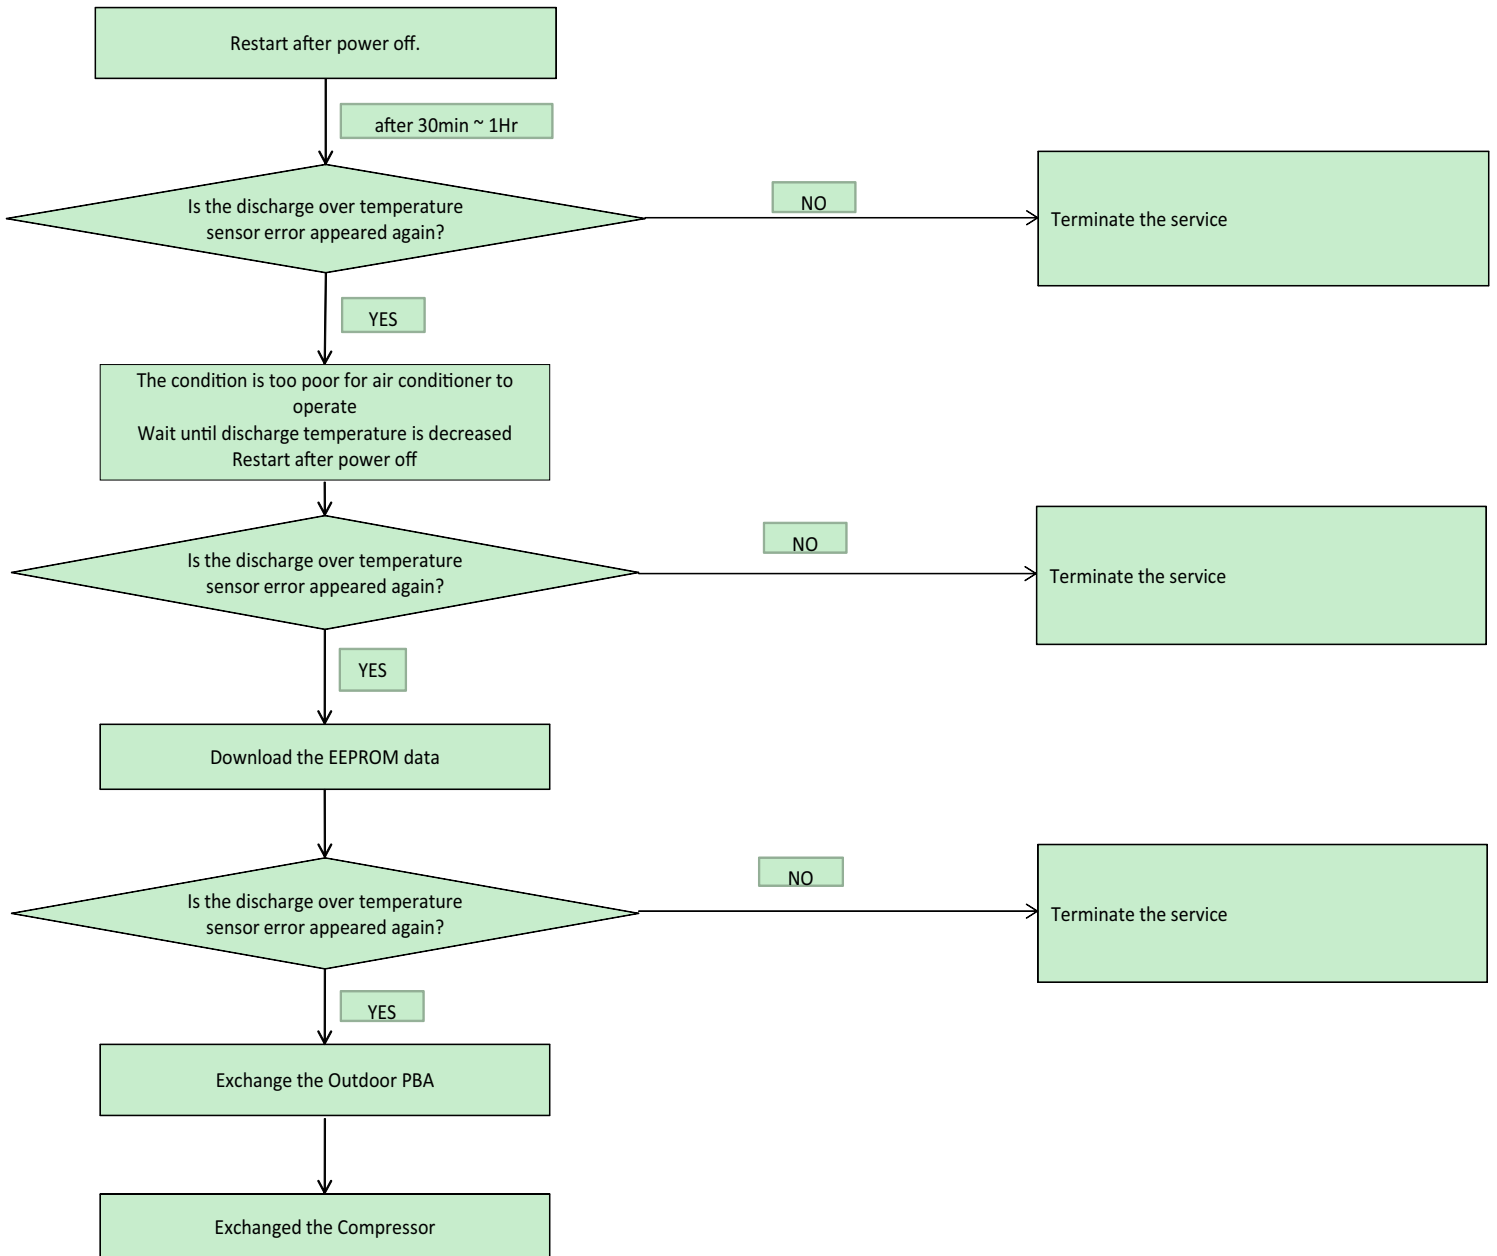 Restart after power off.
after 30min ~ 1Hr
Is the discharge over temperature
sensor error appeared again?
NO
Terminate the service
YES
The condition is too poor for air conditioner to
operate
Wait until discharge temperature is decreased
Restart after power off
Is the discharge over temperature
sensor error appeared again?
NO
Terminate the service
YES
Download the EEPROM data
Is the discharge over temperature
sensor error appeared again?
NO
Terminate the service
YES
Exchange the Outdoor PBA
Exchanged the Compressor